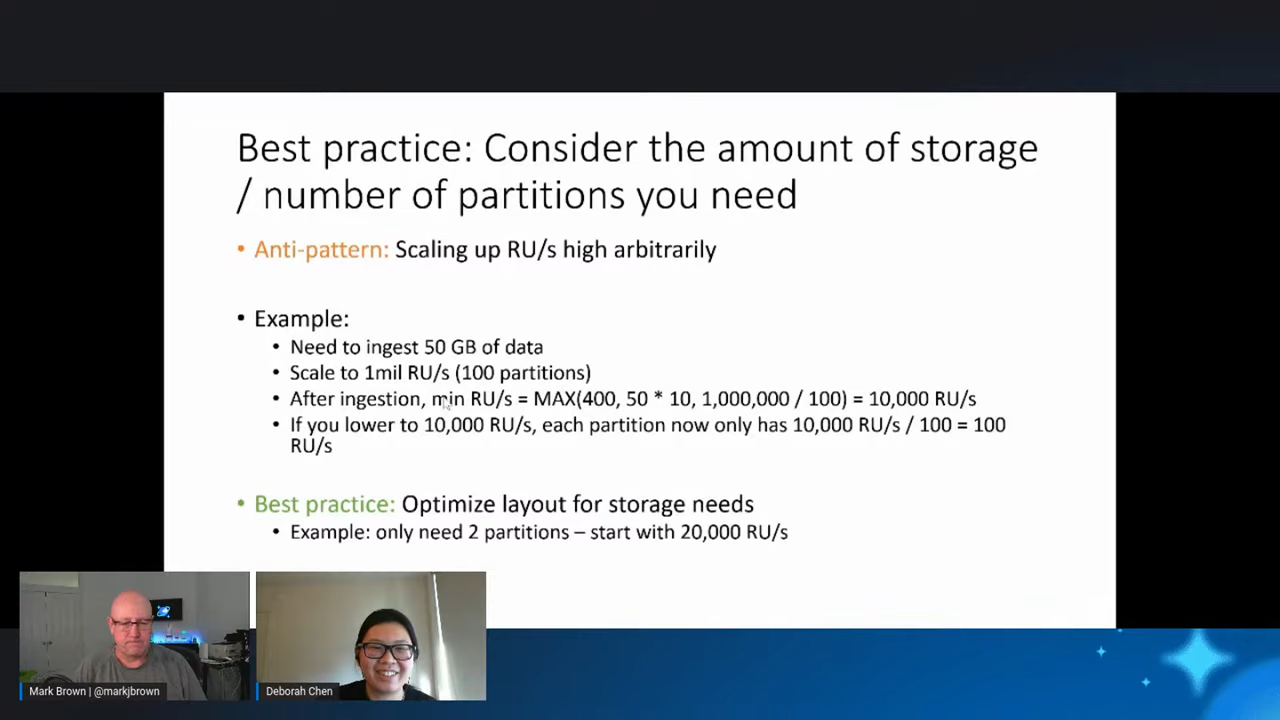 Best practice: Consider the amount of storage
/ number of partitions you need
• Anti-pattern: Scaling up RU/s high arbitrarily
• Example:
• Need to ingest 50 GB of data
• Scale to 1mil RU/s (100 partitions)
• After ingestion, min RU/s = MAX(400, 50 * 10, 1,000,000 / 100) = 10,000 RU/s
• If you lower to 10,000 RU/s, each partition now only has 10,000 RU/s / 100 = 100
RU/s
• Best practice: Optimize layout for storage needs
• Example: only need 2 partitions – start with 20,000 RU/s
Mark Brown | @markjbrown
Deborah Chen